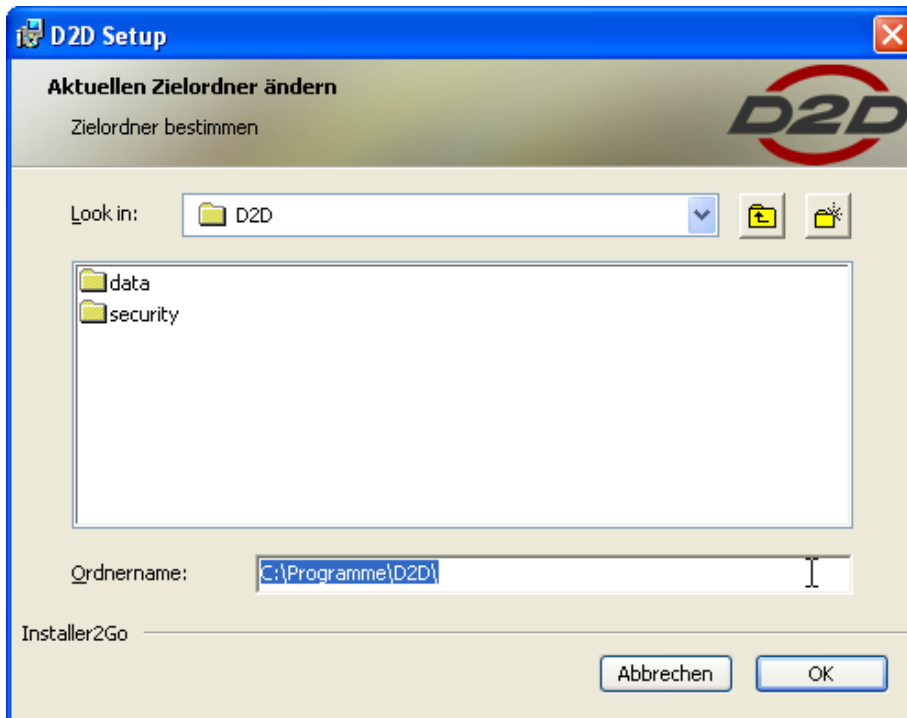 D2D Setup
Aktuellen Zielordner ändern
Zielordner bestimmen
D2D
Look in:
D2D
data
security
Ordnername:
C:\Programme\D2D\
Installer2Go
Abbrechen
OK